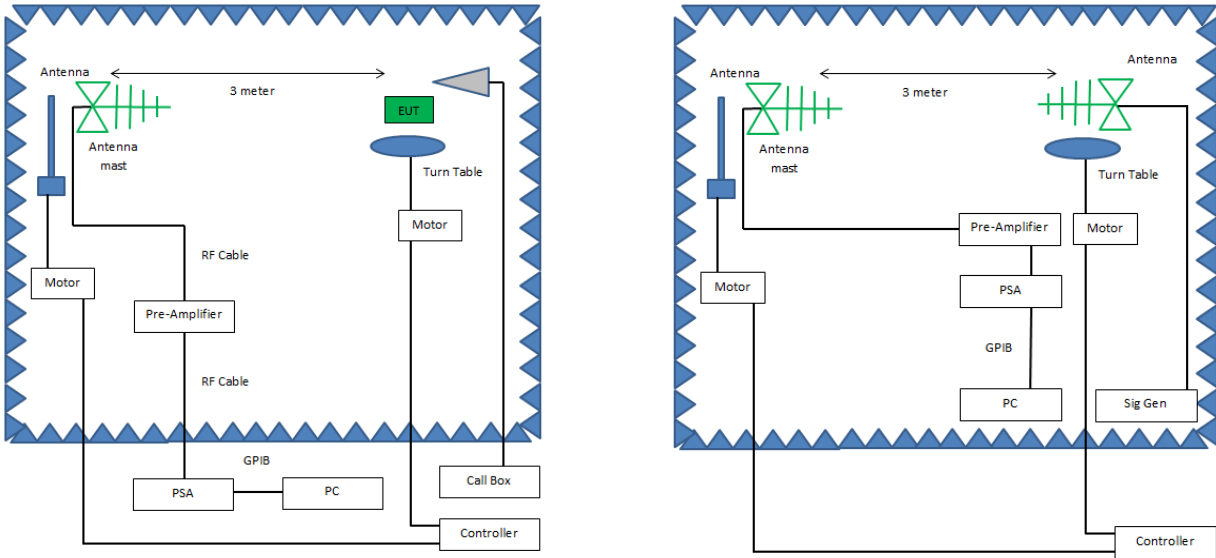 Antenna
3 meter
EUT
Antenna
mast
Turn Table
Motor
RF Cable
Motor
Pre-Amplifier
RF Cable
GPIB
PSA
PC
Call Box
Controller
Antenna
Antenna
3 meter
Antenna
mast
Turn Table
Pre-Amplifier
Motor
Motor
PSA
GPIB
PC
Sig Gen
Controller